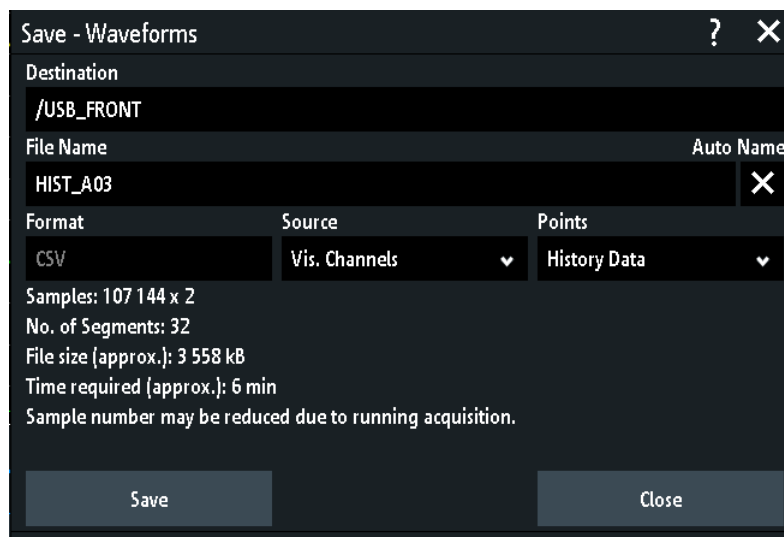 Save - Waveforms ?
Destination
/USB_FRONT
File Name Auto Name
HIST_A03
Format Source Points
CSV Vis. Channels History Data
Samples: 107 144 x 2
No. of Segments: 32
File size (approx.): 3 558 kB
Time required (approx.): 6 min
Sample number may be reduced due to running acquisition.
Save Close